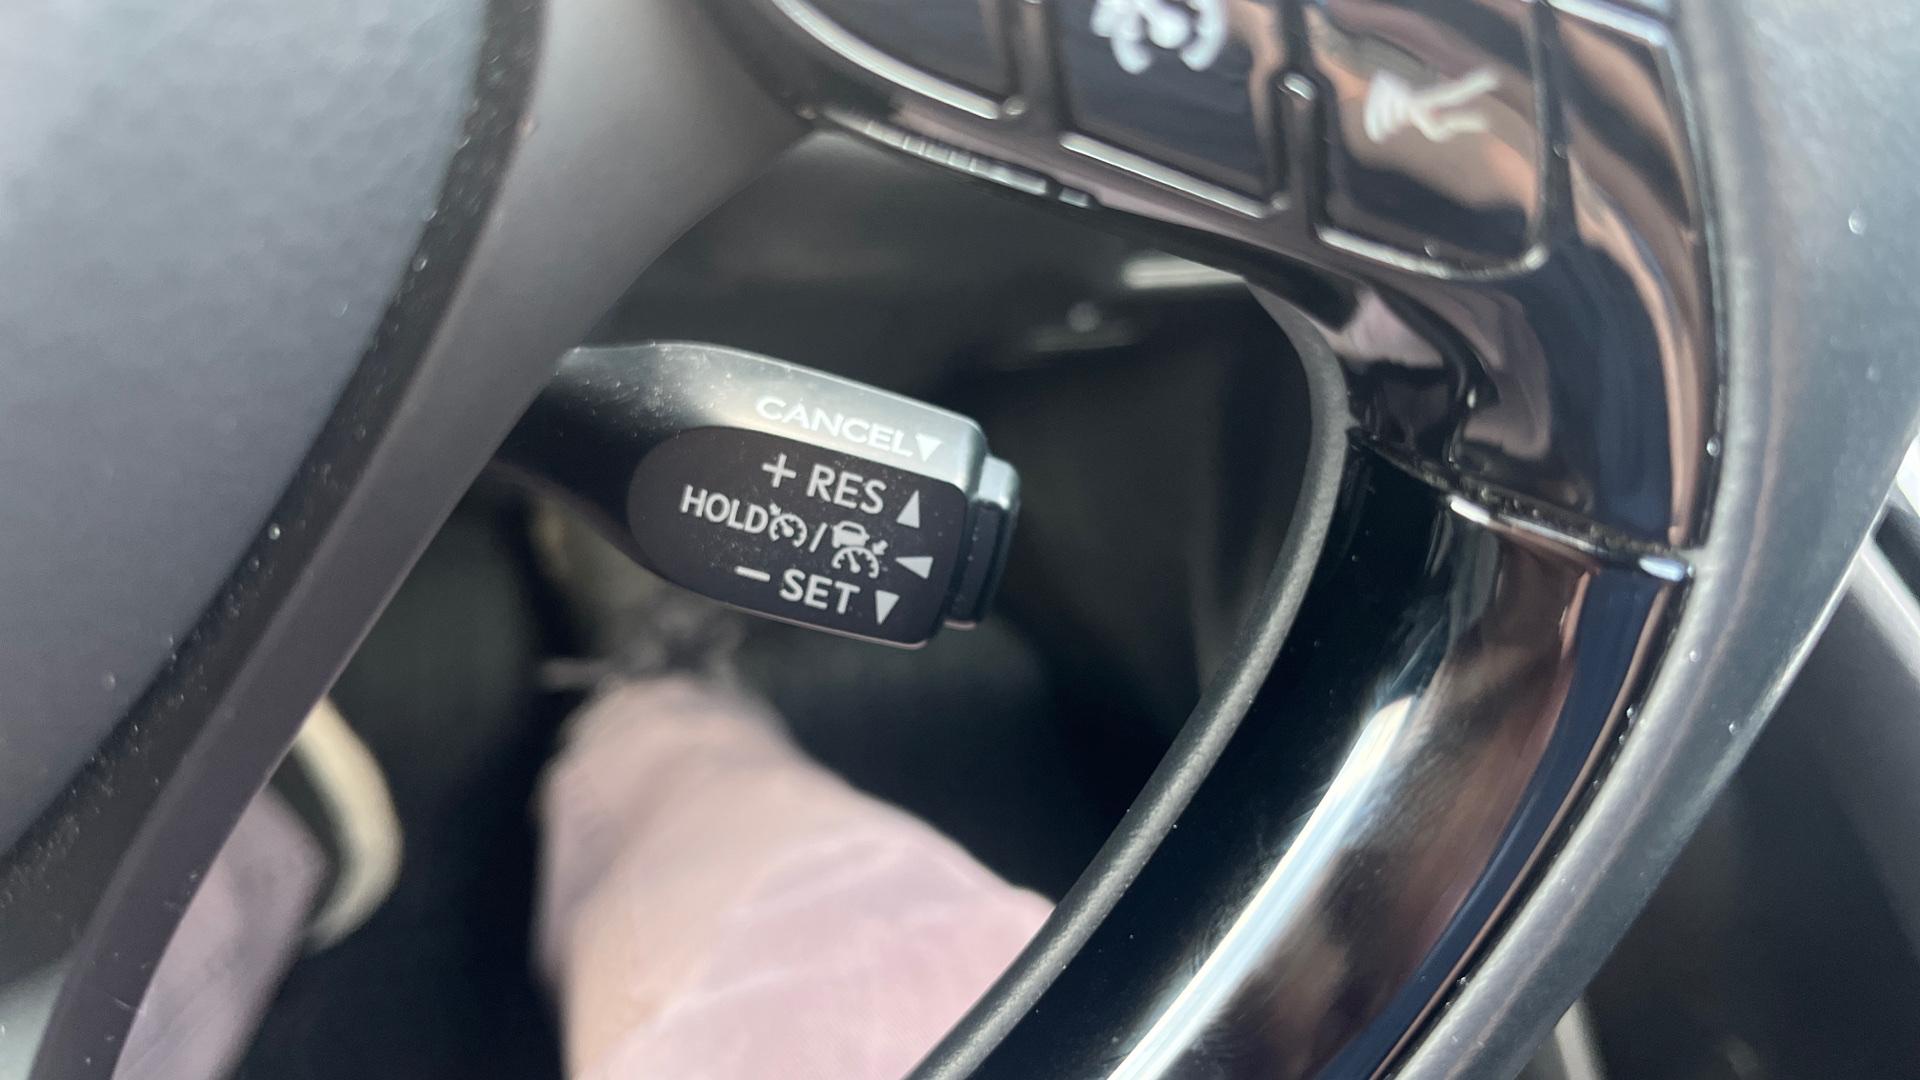 CANCEL▼
+ RES ▲
HOLD / ◀
− SET ▼